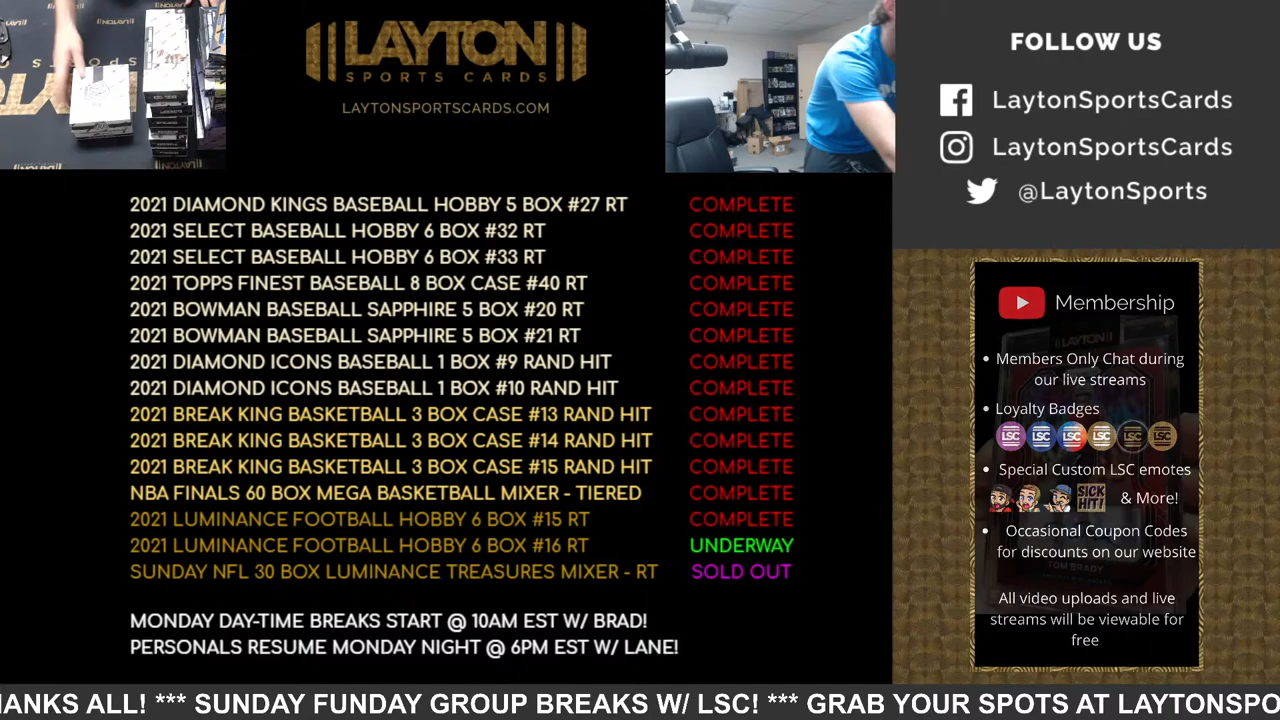 LAYTON
SPORTS CARDS
LAYTONSPORTSCARDS.COM
2021 DIAMOND KINGS BASEBALL HOBBY 5 BOX #27 RT COMPLETE
2021 SELECT BASEBALL HOBBY 6 BOX #32 RT COMPLETE
2021 SELECT BASEBALL HOBBY 6 BOX #33 RT COMPLETE
2021 TOPPS FINEST BASEBALL 8 BOX CASE #40 RT COMPLETE
2021 BOWMAN BASEBALL SAPPHIRE 5 BOX #20 RT COMPLETE
2021 BOWMAN BASEBALL SAPPHIRE 5 BOX #21 RT COMPLETE
2021 DIAMOND ICONS BASEBALL 1 BOX #9 RAND HIT COMPLETE
2021 DIAMOND ICONS BASEBALL 1 BOX #10 RAND HIT COMPLETE
2021 BREAK KING BASKETBALL 3 BOX CASE #13 RAND HIT COMPLETE
2021 BREAK KING BASKETBALL 3 BOX CASE #14 RAND HIT COMPLETE
2021 BREAK KING BASKETBALL 3 BOX CASE #15 RAND HIT COMPLETE
NBA FINALS 60 BOX MEGA BASKETBALL MIXER - TIERED COMPLETE
2021 LUMINANCE FOOTBALL HOBBY 6 BOX #15 RT COMPLETE
2021 LUMINANCE FOOTBALL HOBBY 6 BOX #16 RT UNDERWAY
SUNDAY NFL 30 BOX LUMINANCE TREASURES MIXER - RT SOLD OUT
MONDAY DAY-TIME BREAKS START @ 10AM EST W/ BRAD!
PERSONALS RESUME MONDAY NIGHT @ 6PM EST W/ LANE!
FOLLOW US
LaytonSportsCards
LaytonSportsCards
@LaytonSports
Membership
• Members Only Chat during
our live streams
• Loyalty Badges
LSC LSC LSC LSC LSC LSC
• Special Custom LSC emotes
SICK HIT! & More!
• Occasional Coupon Codes
for discounts on our website
TOM BRADY
All video uploads and live
streams will be viewable for
free
HANKS ALL! *** SUNDAY FUNDAY GROUP BREAKS W/ LSC! *** GRAB YOUR SPOTS AT LAYTONSPO